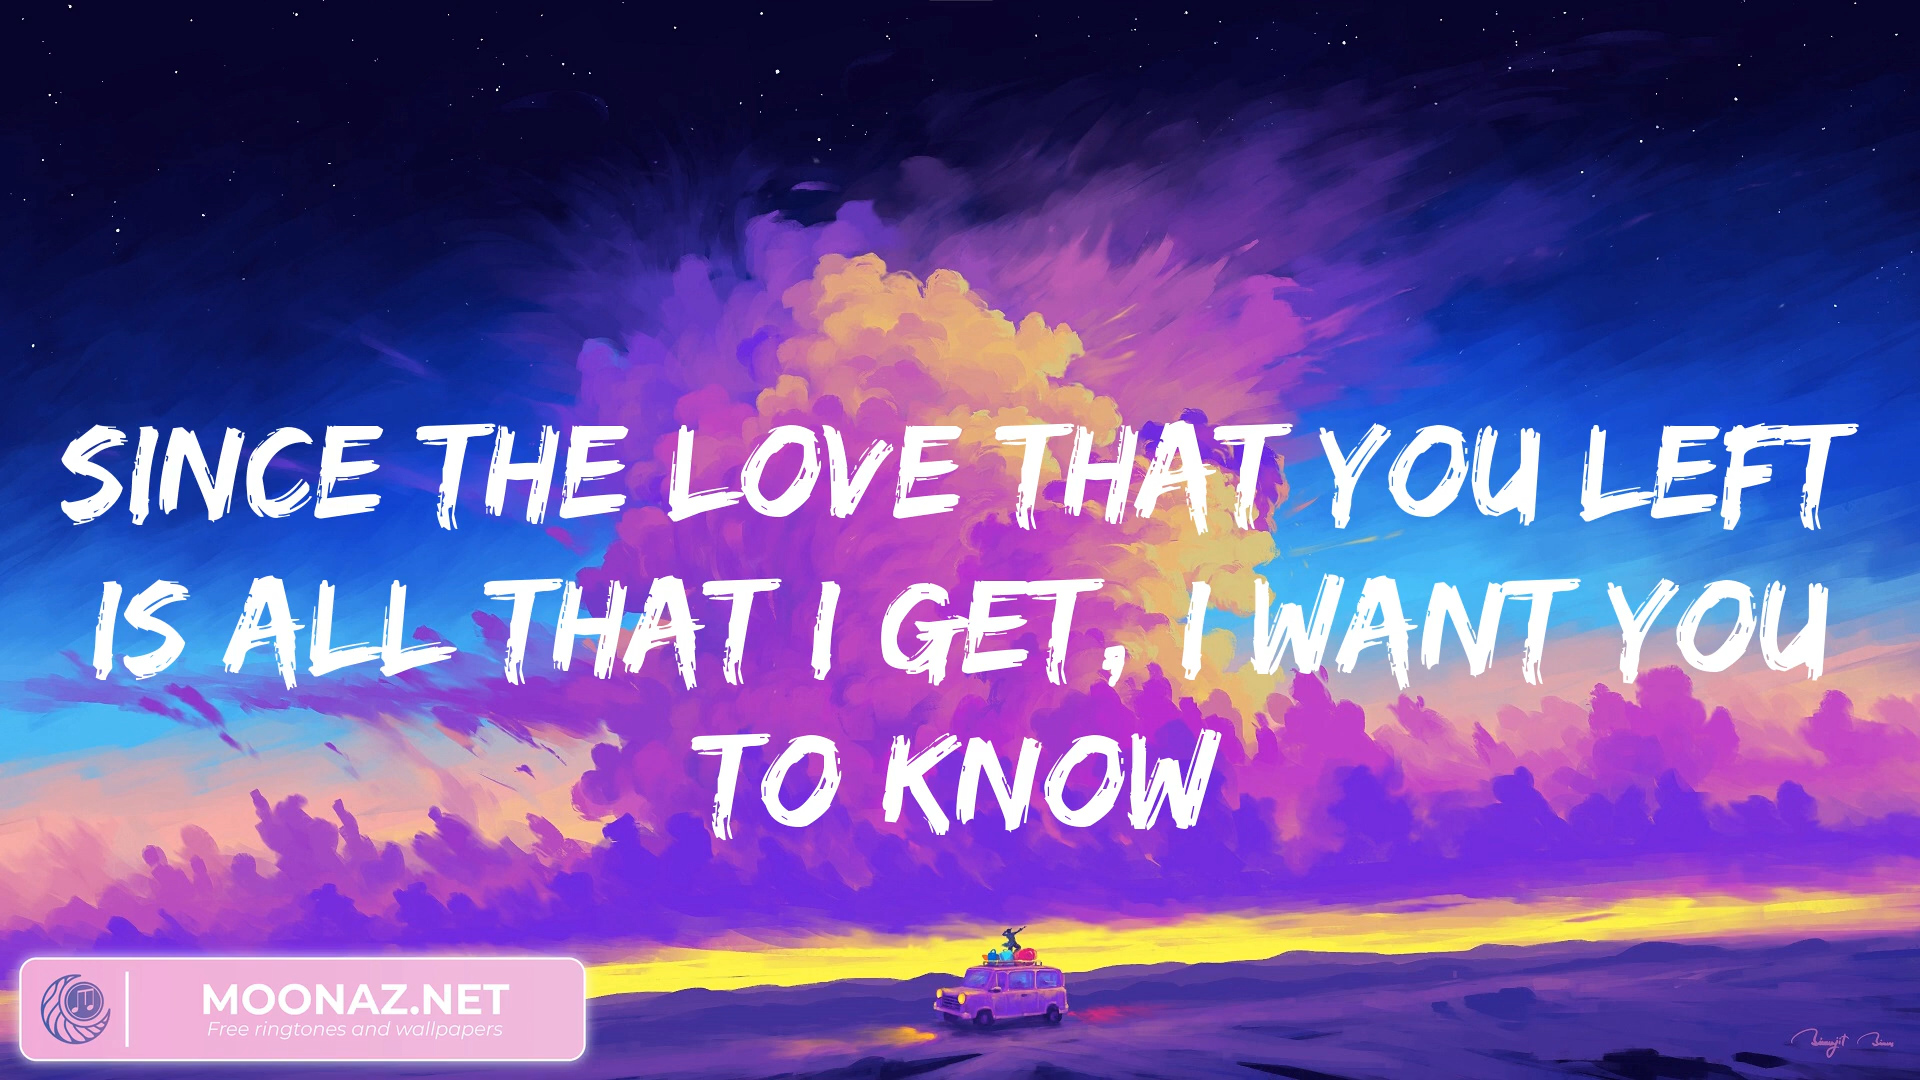 SINCE THE LOVE THAT YOU LEFT
IS ALL THAT I GET, I WANT YOU
TO KNOW
MOONAZ.NET
Free ringtones and wallpapers